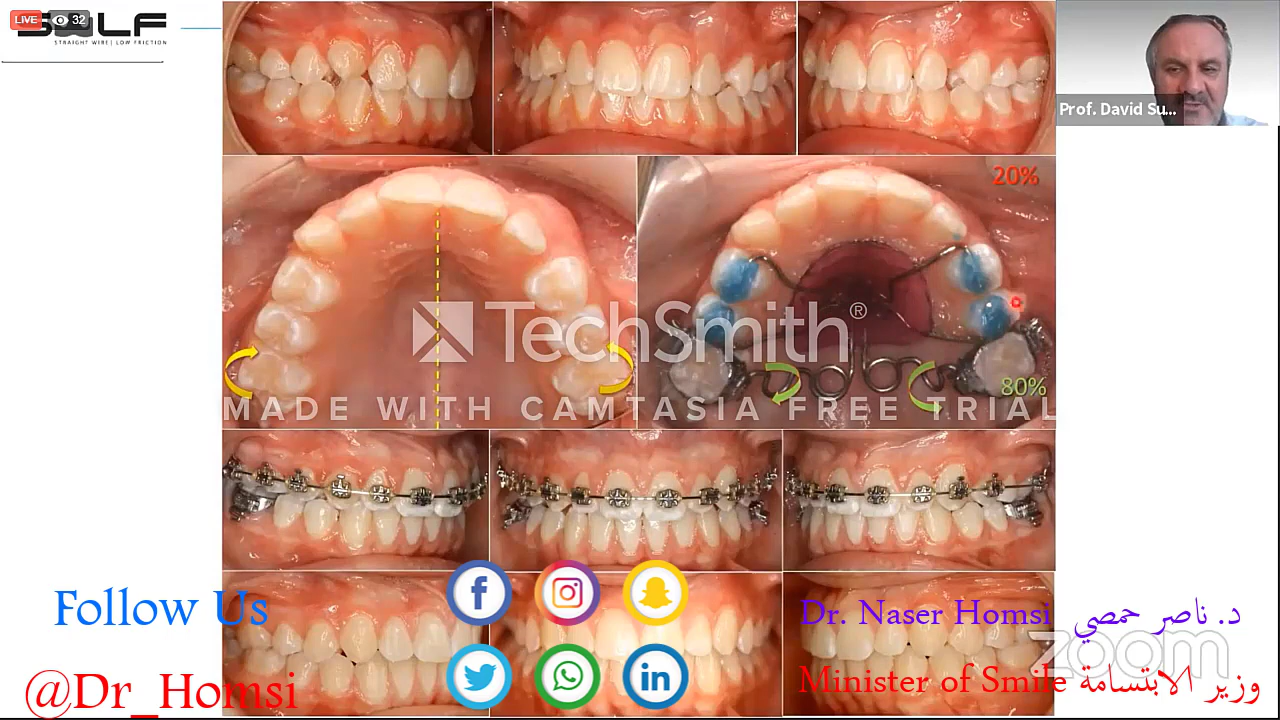 LIVE 32
STRAIGHT WIRE | LOW FRICTION
Prof. David Su...
20%
TechSmith®
80%
MADE WITH CAMTASIA FREE TRIAL
Follow Us
Dr. Naser Homsi د. ناصر حمصي
zoom
@Dr_Homsi
Minister of Smile وزير الابتسامة